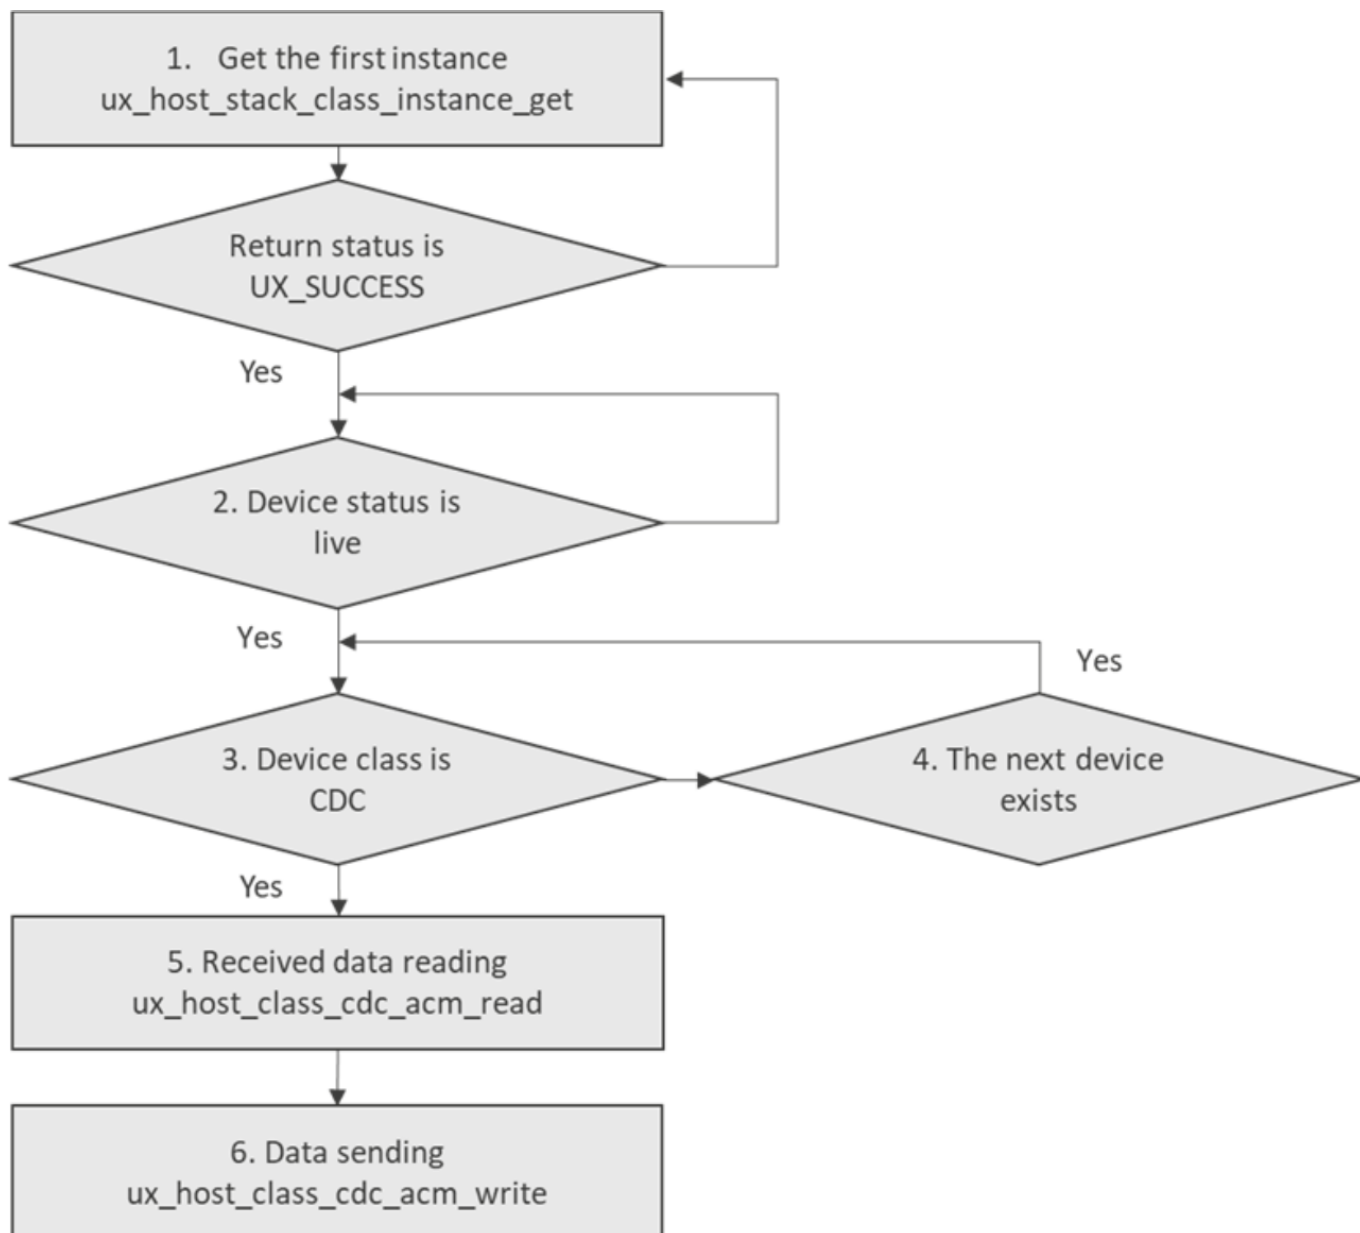 1. Get the first instance
ux_host_stack_class_instance_get
Return status is
UX_SUCCESS
Yes
2. Device status is
live
Yes
Yes
3. Device class is
CDC
4. The next device
exists
Yes
5. Received data reading
ux_host_class_cdc_acm_read
6. Data sending
ux_host_class_cdc_acm_write